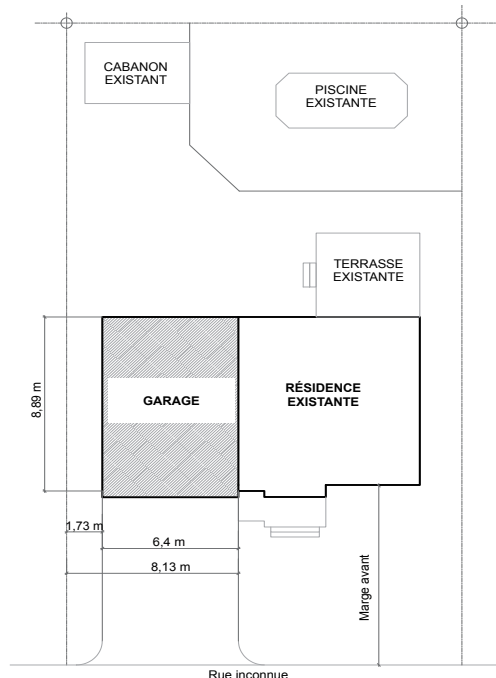 CABANON
EXISTANT
PISCINE
EXISTANTE
TERRASSE
EXISTANTE
8,89 m
GARAGE
RÉSIDENCE
EXISTANTE
1,73 m
6,4 m
8,13 m
Marge avant
Rue inconnue